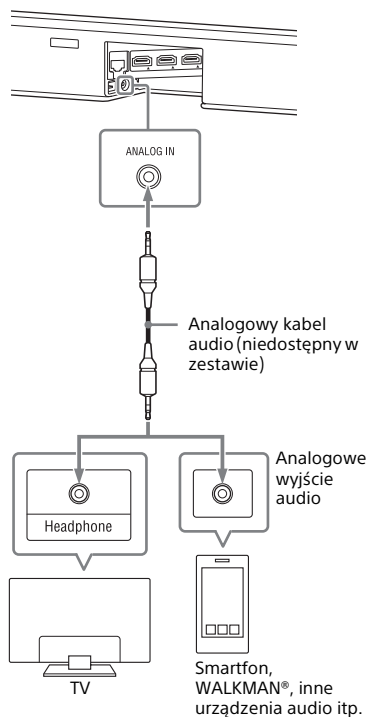 ANALOG IN
Analogowy kabel
audio (niedostępny w
zestawie)
Analogowe
wyjście
audio
Headphone
TV
Smartfon,
WALKMAN®, inne
urządzenia audio itp.